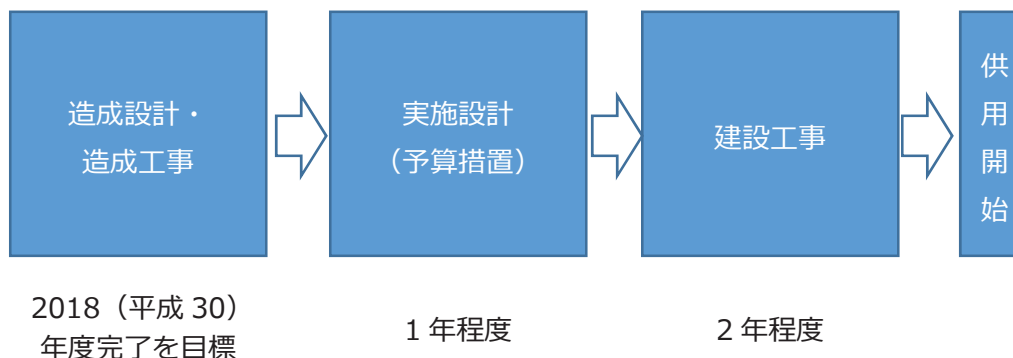 造成設計・
造成工事
実施設計
（予算措置）
建設工事
供
用
開
始
2018（平成 30）
年度完了を目標
1 年程度
2 年程度